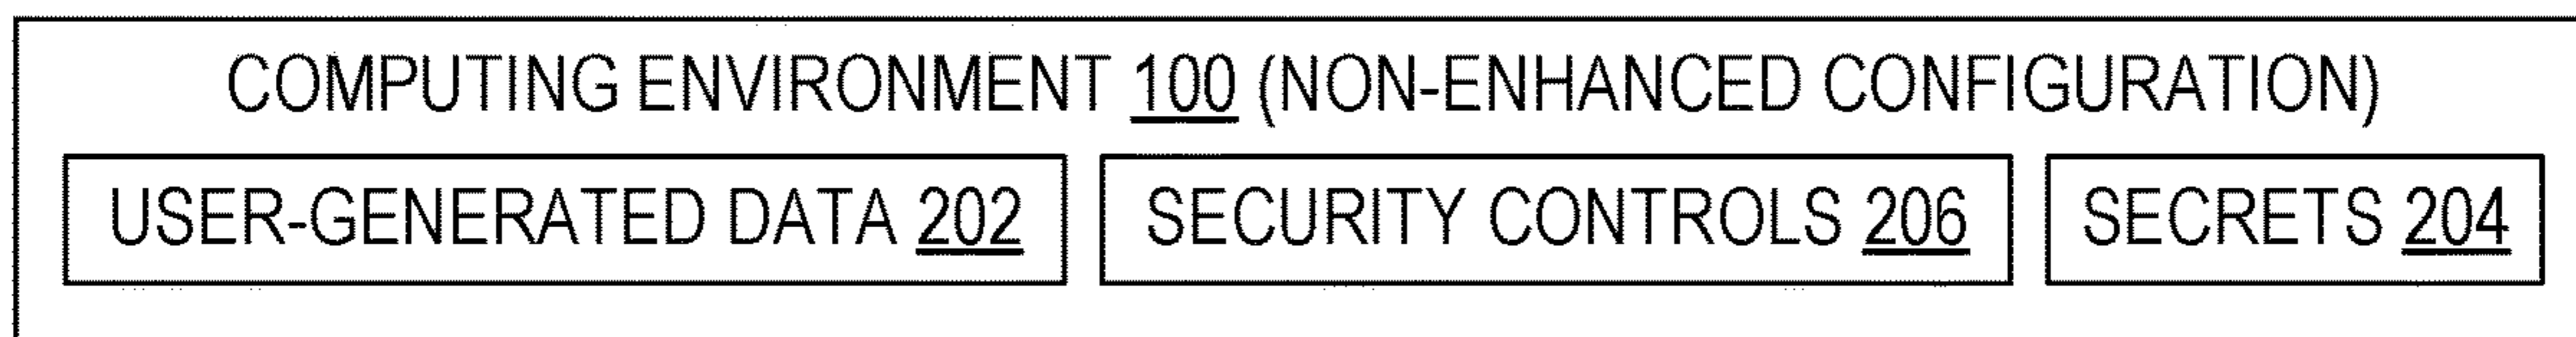 COMPUTING ENVIRONMENT 100 (NON-ENHANCED CONFIGURATION)
USER-GENERATED DATA 202 SECURITY CONTROLS 206 SECRETS 204